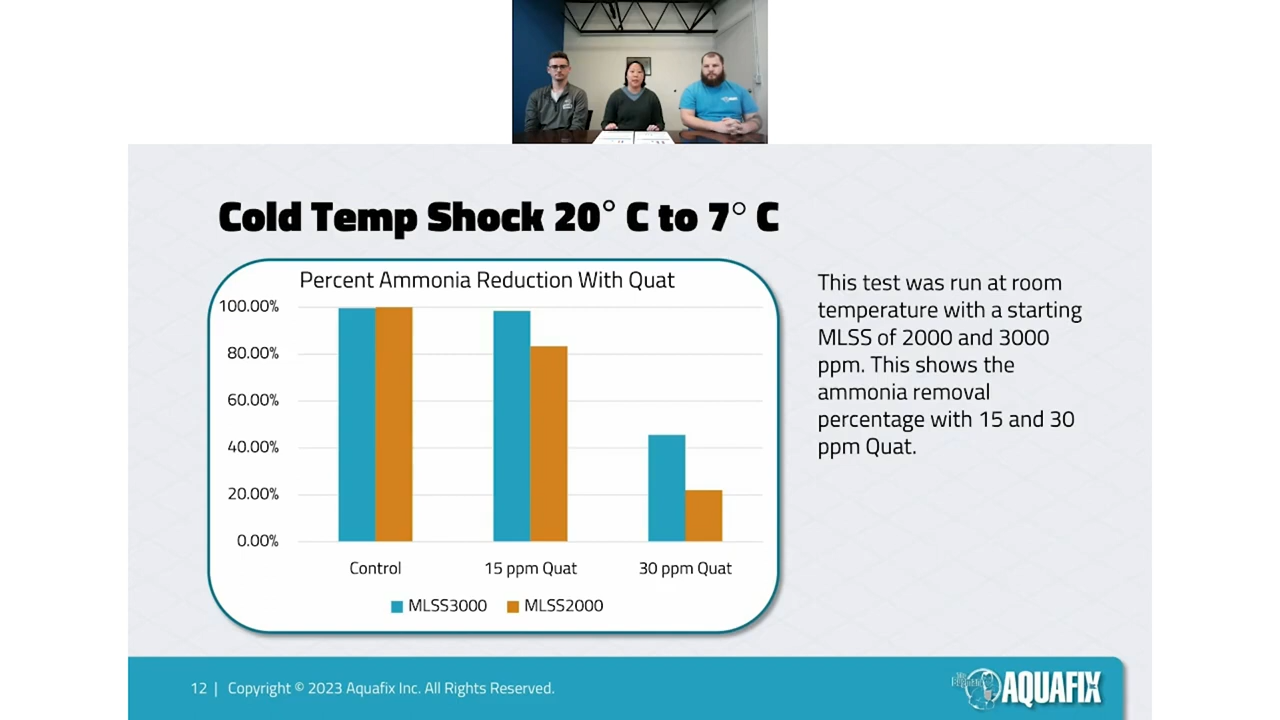 Cold Temp Shock 20° C to 7° C
Percent Ammonia Reduction With Quat
100.00%
80.00%
60.00%
40.00%
20.00%
0.00%
Control 15 ppm Quat 30 ppm Quat
MLSS3000 MLSS2000
This test was run at room
temperature with a starting
MLSS of 2000 and 3000
ppm. This shows the
ammonia removal
percentage with 15 and 30
ppm Quat.
12 | Copyright © 2023 Aquafix Inc. All Rights Reserved.
AQUAFIX